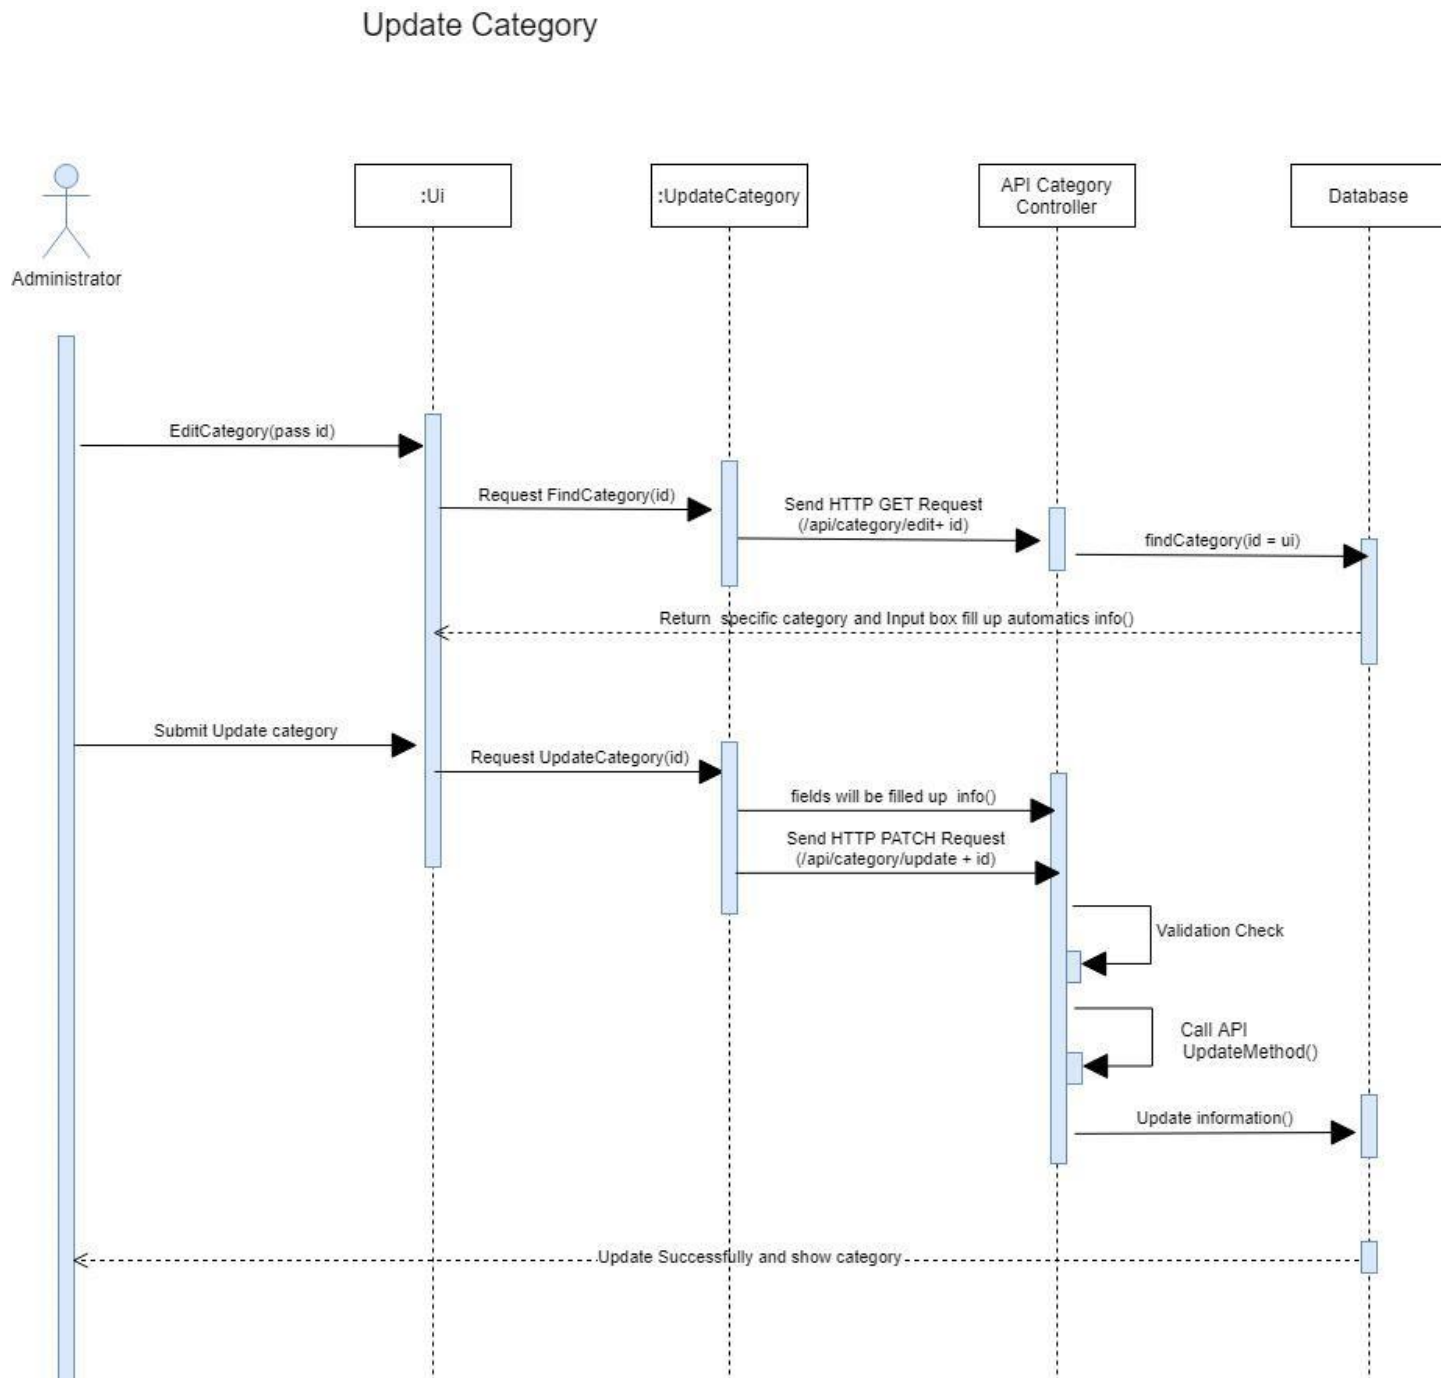 Update Category
:Ui
:UpdateCategory
API Category
Controller
Database
Administrator
EditCategory(pass id)
Request FindCategory(id)
Send HTTP GET Request
(/api/category/edit+ id)
findCategory(id = ui)
Return specific category and Input box fill up automatics info()
Submit Update category
Request UpdateCategory(id)
fields will be filled up info()
Send HTTP PATCH Request
(/api/category/update + id)
Validation Check
Call API
UpdateMethod()
Update information()
Update Successfully and show category